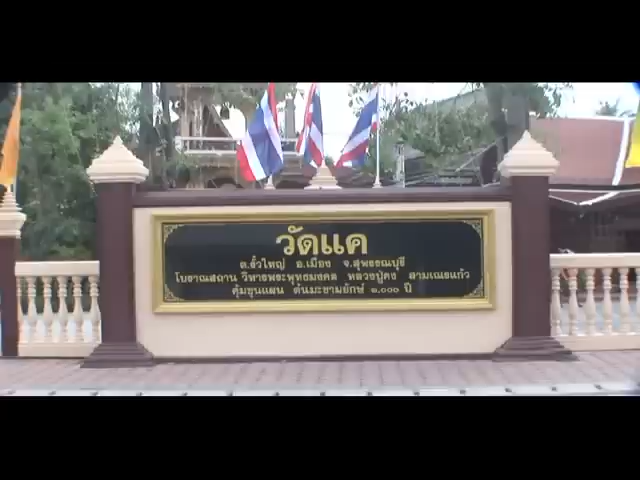 วัดแค
ต.รั้วใหญ่ อ.เมือง จ.สุพรรณบุรี
โบราณสถาน วิหารพระพุทธมงคล หลวงปู่คง สามเณรแก้ว
คุ้มขุนแผน ต้นมะขามยักษ์ ๑,๐๐๐ ปี